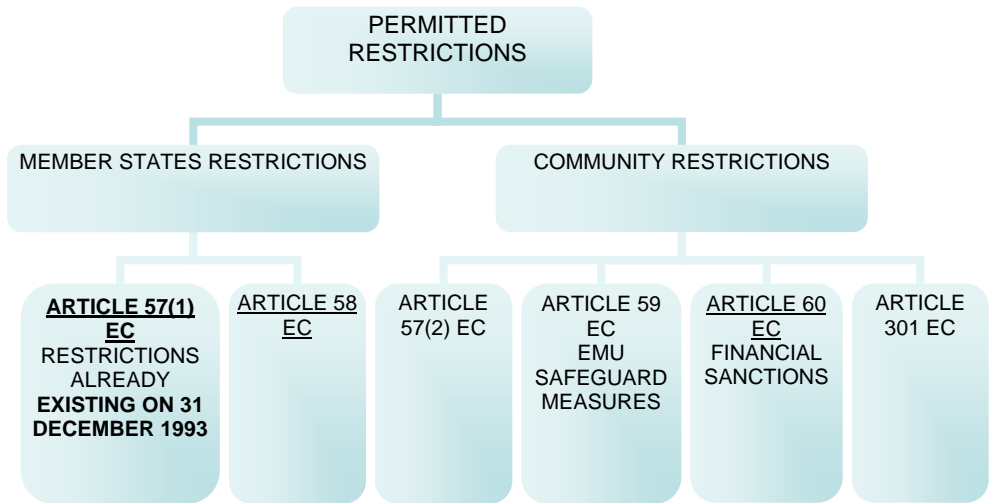 PERMITTED
RESTRICTIONS
MEMBER STATES RESTRICTIONS
COMMUNITY RESTRICTIONS
ARTICLE 57(1)
EC
RESTRICTIONS
ALREADY
EXISTING ON 31
DECEMBER 1993
ARTICLE 58
EC
ARTICLE
57(2) EC
ARTICLE 59
EC
EMU
SAFEGUARD
MEASURES
ARTICLE 60
EC
FINANCIAL
SANCTIONS
ARTICLE
301 EC